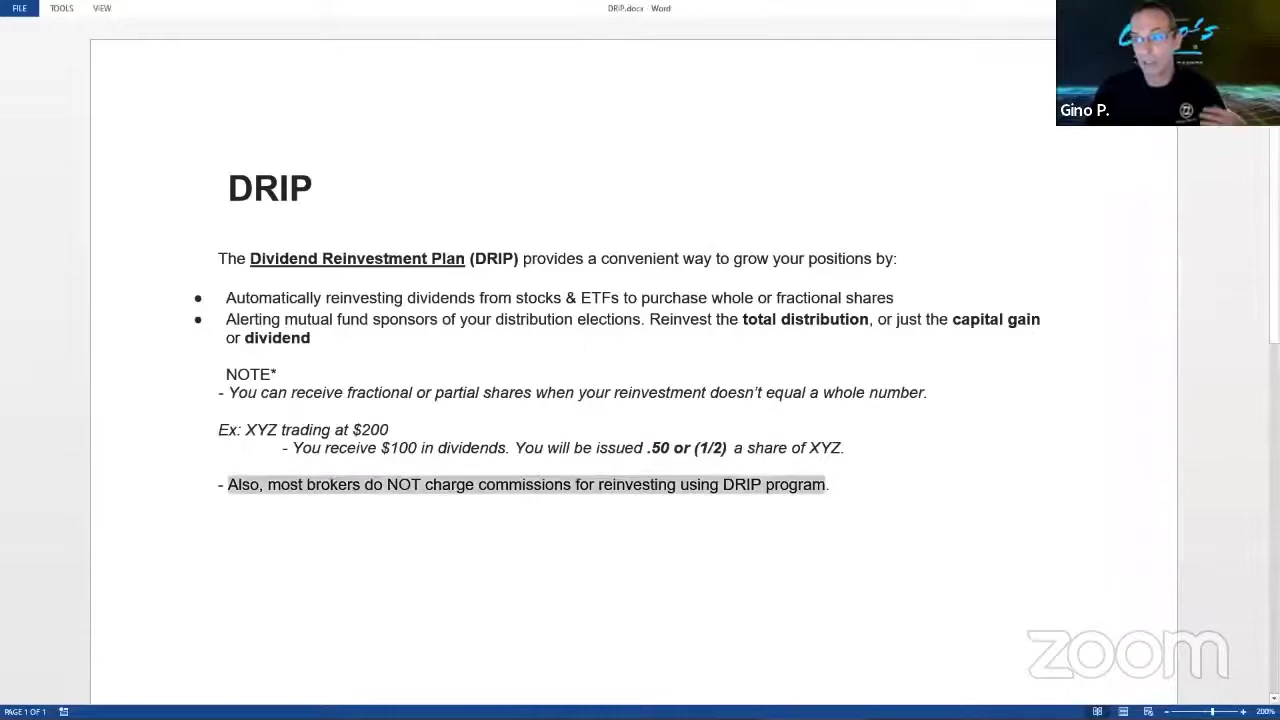 FILE TOOLS VIEW DRIP.docx - Word
Gino P.
DRIP
The Dividend Reinvestment Plan (DRIP) provides a convenient way to grow your positions by:
● Automatically reinvesting dividends from stocks & ETFs to purchase whole or fractional shares
● Alerting mutual fund sponsors of your distribution elections. Reinvest the total distribution, or just the capital gain
or dividend
NOTE*
- You can receive fractional or partial shares when your reinvestment doesn’t equal a whole number.
Ex: XYZ trading at $200
- You receive $100 in dividends. You will be issued .50 or (1/2) a share of XYZ.
- Also, most brokers do NOT charge commissions for reinvesting using DRIP program.
zoom
PAGE 1 OF 1 200%